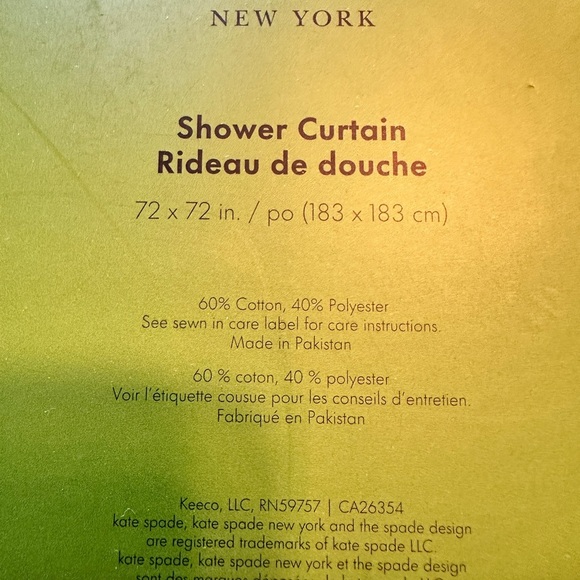 NEW YORK
Shower Curtain
Rideau de douche
72 x 72 in. / po (183 x 183 cm)
60% Cotton, 40% Polyester
See sewn in care label for care instructions.
Made in Pakistan
60 % coton, 40 % polyester
Voir l'étiquette cousue pour les conseils d'entretien.
Fabriqué en Pakistan
Keeco, LLC, RN59757 | CA26354
kate spade, kate spade new york and the spade design
are registered trademarks of kate spade LLC.
kate spade, kate spade new york et the spade design
sont des marques